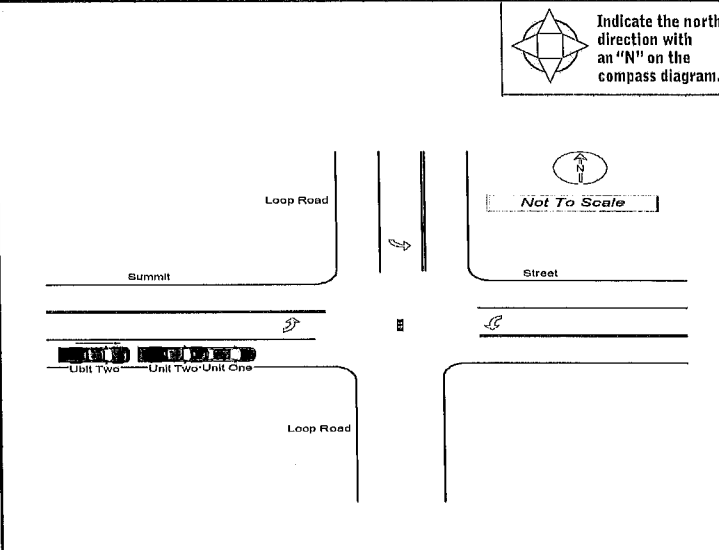 Indicate the north
direction with
an "N" on the
compass diagram.
N
Not To Scale
Loop Road
Summit
Street
Ubit Two
Unit Two Unit One
Loop Road